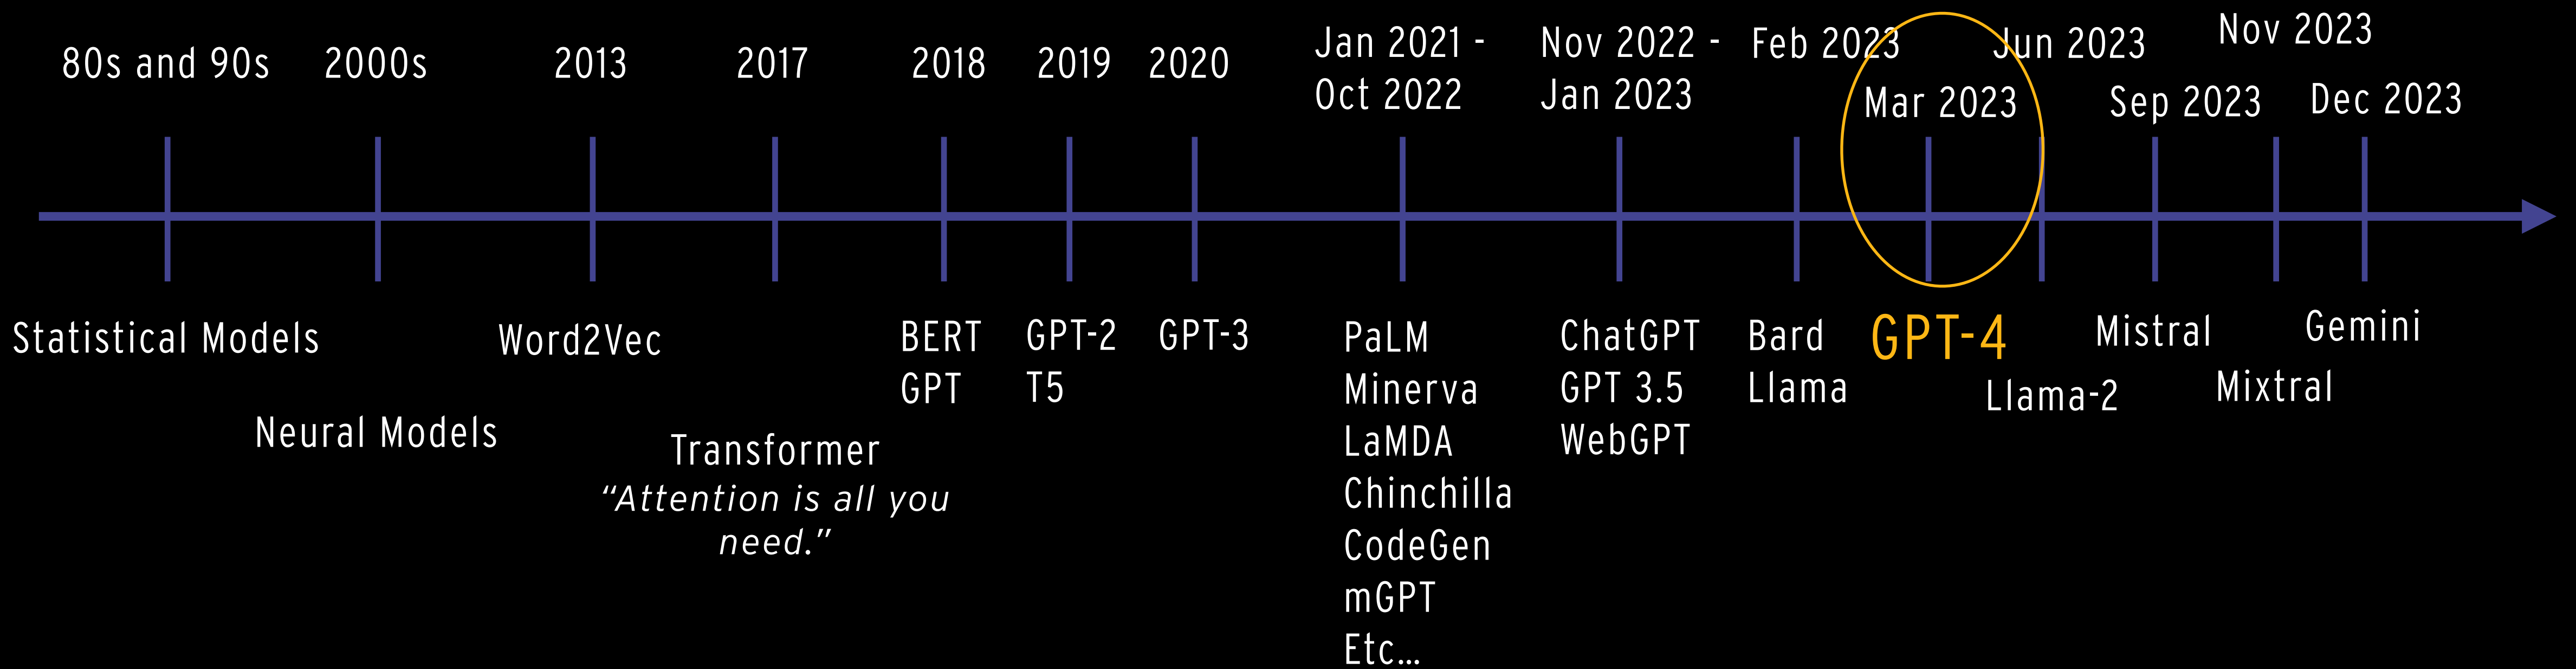 80s and 90s
2000s
2013
2017
2018
2019
2020
Jan 2021 -
Oct 2022
Nov 2022 -
Jan 2023
Feb 2023
Mar 2023
Jun 2023
Sep 2023
Nov 2023
Dec 2023
Statistical Models
Neural Models
Word2Vec
Transformer
“Attention is all you
need.”
BERT
GPT
GPT-2
T5
GPT-3
PaLM
Minerva
LaMDA
Chinchilla
CodeGen
mGPT
Etc…
ChatGPT
GPT 3.5
WebGPT
Bard
Llama
GPT-4
Llama-2
Mistral
Mixtral
Gemini